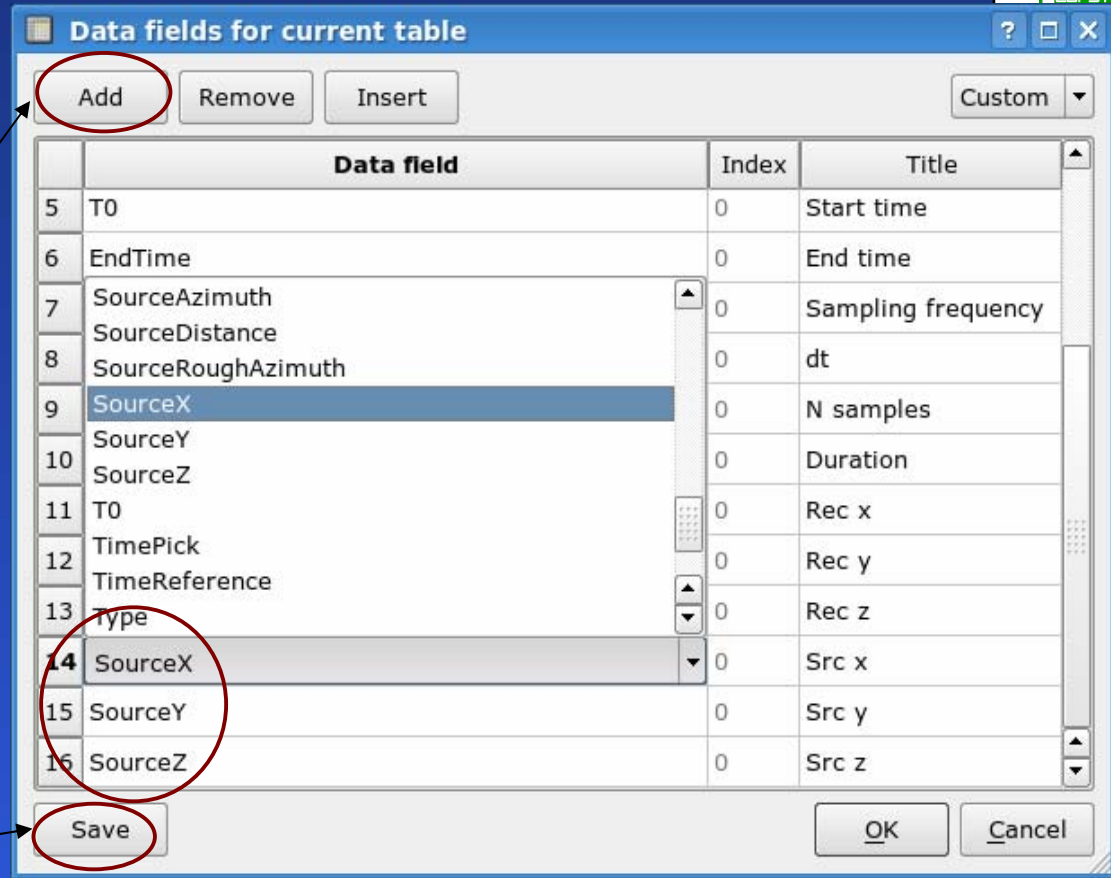 Data fields for current table
Add Remove Insert Custom
Data field Index Title
5 T0 0 Start time
6 EndTime 0 End time
7 SourceAzimuth 0 Sampling frequency
SourceDistance
8 SourceRoughAzimuth 0 dt
9 SourceX 0 N samples
SourceY
10 SourceZ 0 Duration
11 T0 0 Rec x
TimePick
12 TimeReference 0 Rec y
13 Type 0 Rec z
14 SourceX 0 Src x
15 SourceY 0 Src y
16 SourceZ 0 Src z
Save OK Cancel